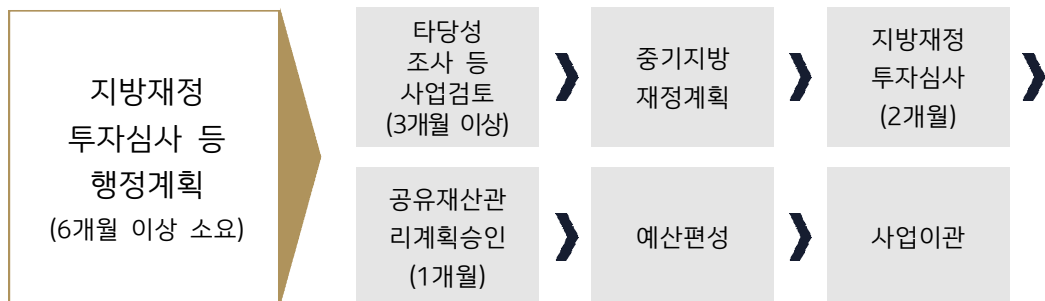 지방재정
투자심사 등
행정계획
(6개월 이상 소요)
타당성
조사 등
사업검토
(3개월 이상)
중기지방
재정계획
지방재정
투자심사
(2개월)
공유재산관
리계획승인
(1개월)
예산편성
사업이관